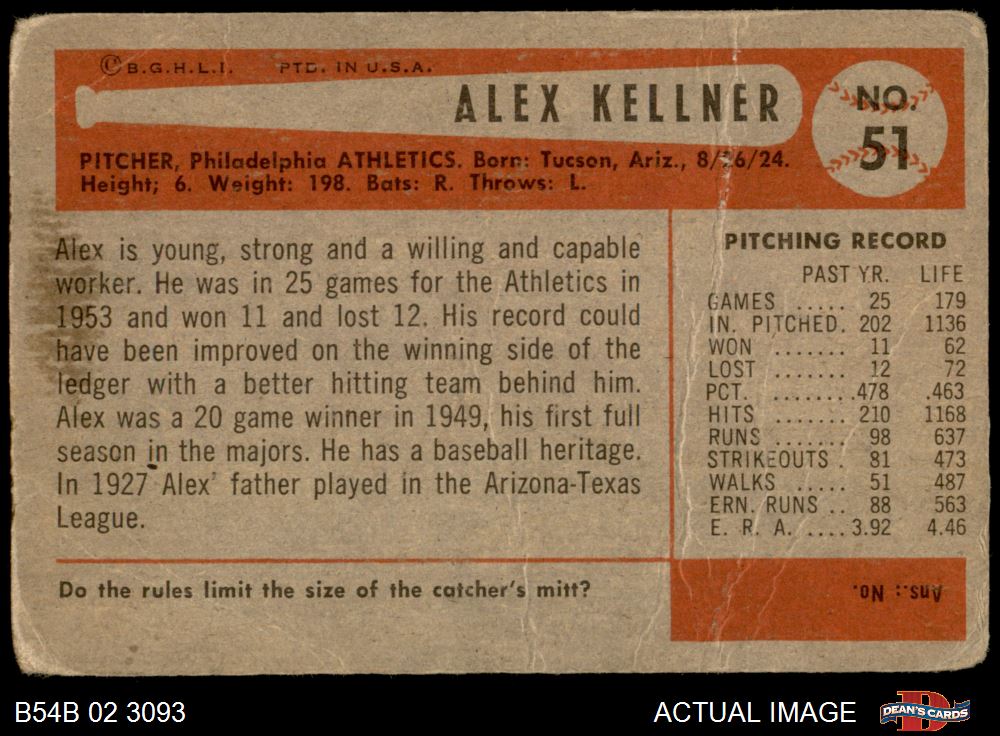 ©B.G.H.L.I. PTD. IN U.S.A.
ALEX KELLNER
NO.
51
PITCHER, Philadelphia ATHLETICS. Born: Tucson, Ariz., 8/26/24.
Height; 6. Weight: 198. Bats: R. Throws: L.
Alex is young, strong and a willing and capable
worker. He was in 25 games for the Athletics in
1953 and won 11 and lost 12. His record could
have been improved on the winning side of the
ledger with a better hitting team behind him.
Alex was a 20 game winner in 1949, his first full
season in the majors. He has a baseball heritage.
In 1927 Alex' father played in the Arizona-Texas
League.
PITCHING RECORD
PAST YR. LIFE
GAMES ..... 25 179
IN. PITCHED. 202 1136
WON ....... 11 62
LOST ....... 12 72
PCT. ........478 .463
HITS ....... 210 1168
RUNS ....... 98 637
STRIKEOUTS . 81 473
WALKS ..... 51 487
ERN. RUNS .. 88 563
E. R. A. ....3.92 4.46
Do the rules limit the size of the catcher's mitt?
Ans.: No.
B54B 02 3093
ACTUAL IMAGE
DEAN'S CARDS